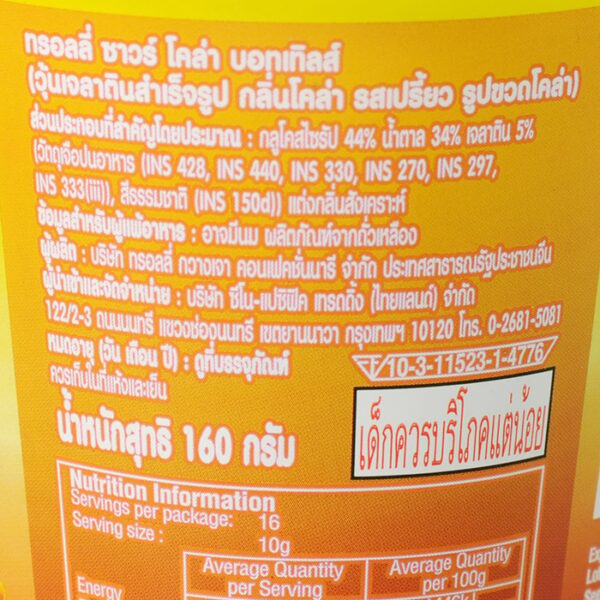 ทรอลลี่ ซาวร์ โคล่า บอทเทิลส์
(วุ้นเจลาตินสำเร็จรูป กลิ่นโคล่า รสเปรี้ยว รูปขวดโคล่า)
ส่วนประกอบที่สำคัญโดยประมาณ : กลูโคสไซรัป 44% น้ำตาล 34% เจลาติน 5%
(วัตถุเจือปนอาหาร (INS 428, INS 440, INS 330, INS 270, INS 297,
INS 333(iii)), สีธรรมชาติ (INS 150d)) แต่งกลิ่นสังเคราะห์
ข้อมูลสำหรับผู้แพ้อาหาร : อาจมีนม ผลิตภัณฑ์จากถั่วเหลือง
ผู้ผลิต : บริษัท ทรอลลี่ กวางเจา คอนเฟคชั่นนารี จำกัด ประเทศสาธารณรัฐประชาชนจีน
ผู้นำเข้าและจัดจำหน่าย : บริษัท ซีโน-แปซิฟิค เทรดดิ้ง (ไทยแลนด์) จำกัด
122/2-3 ถนนนนทรี แขวงช่องนนทรี เขตยานนาวา กรุงเทพฯ 10120 โทร. 0-2681-5081
หมดอายุ (วัน เดือน ปี) : ดูที่บรรจุภัณฑ์
ควรเก็บในที่แห้งและเย็น
10-3-11523-1-4776
น้ำหนักสุทธิ 160 กรัม
เด็กควรบริโภคแต่น้อย
Nutrition Information
Servings per package: 16
Serving size : 10g
Average Quantity per Serving
Average Quantity per 100g
Energy